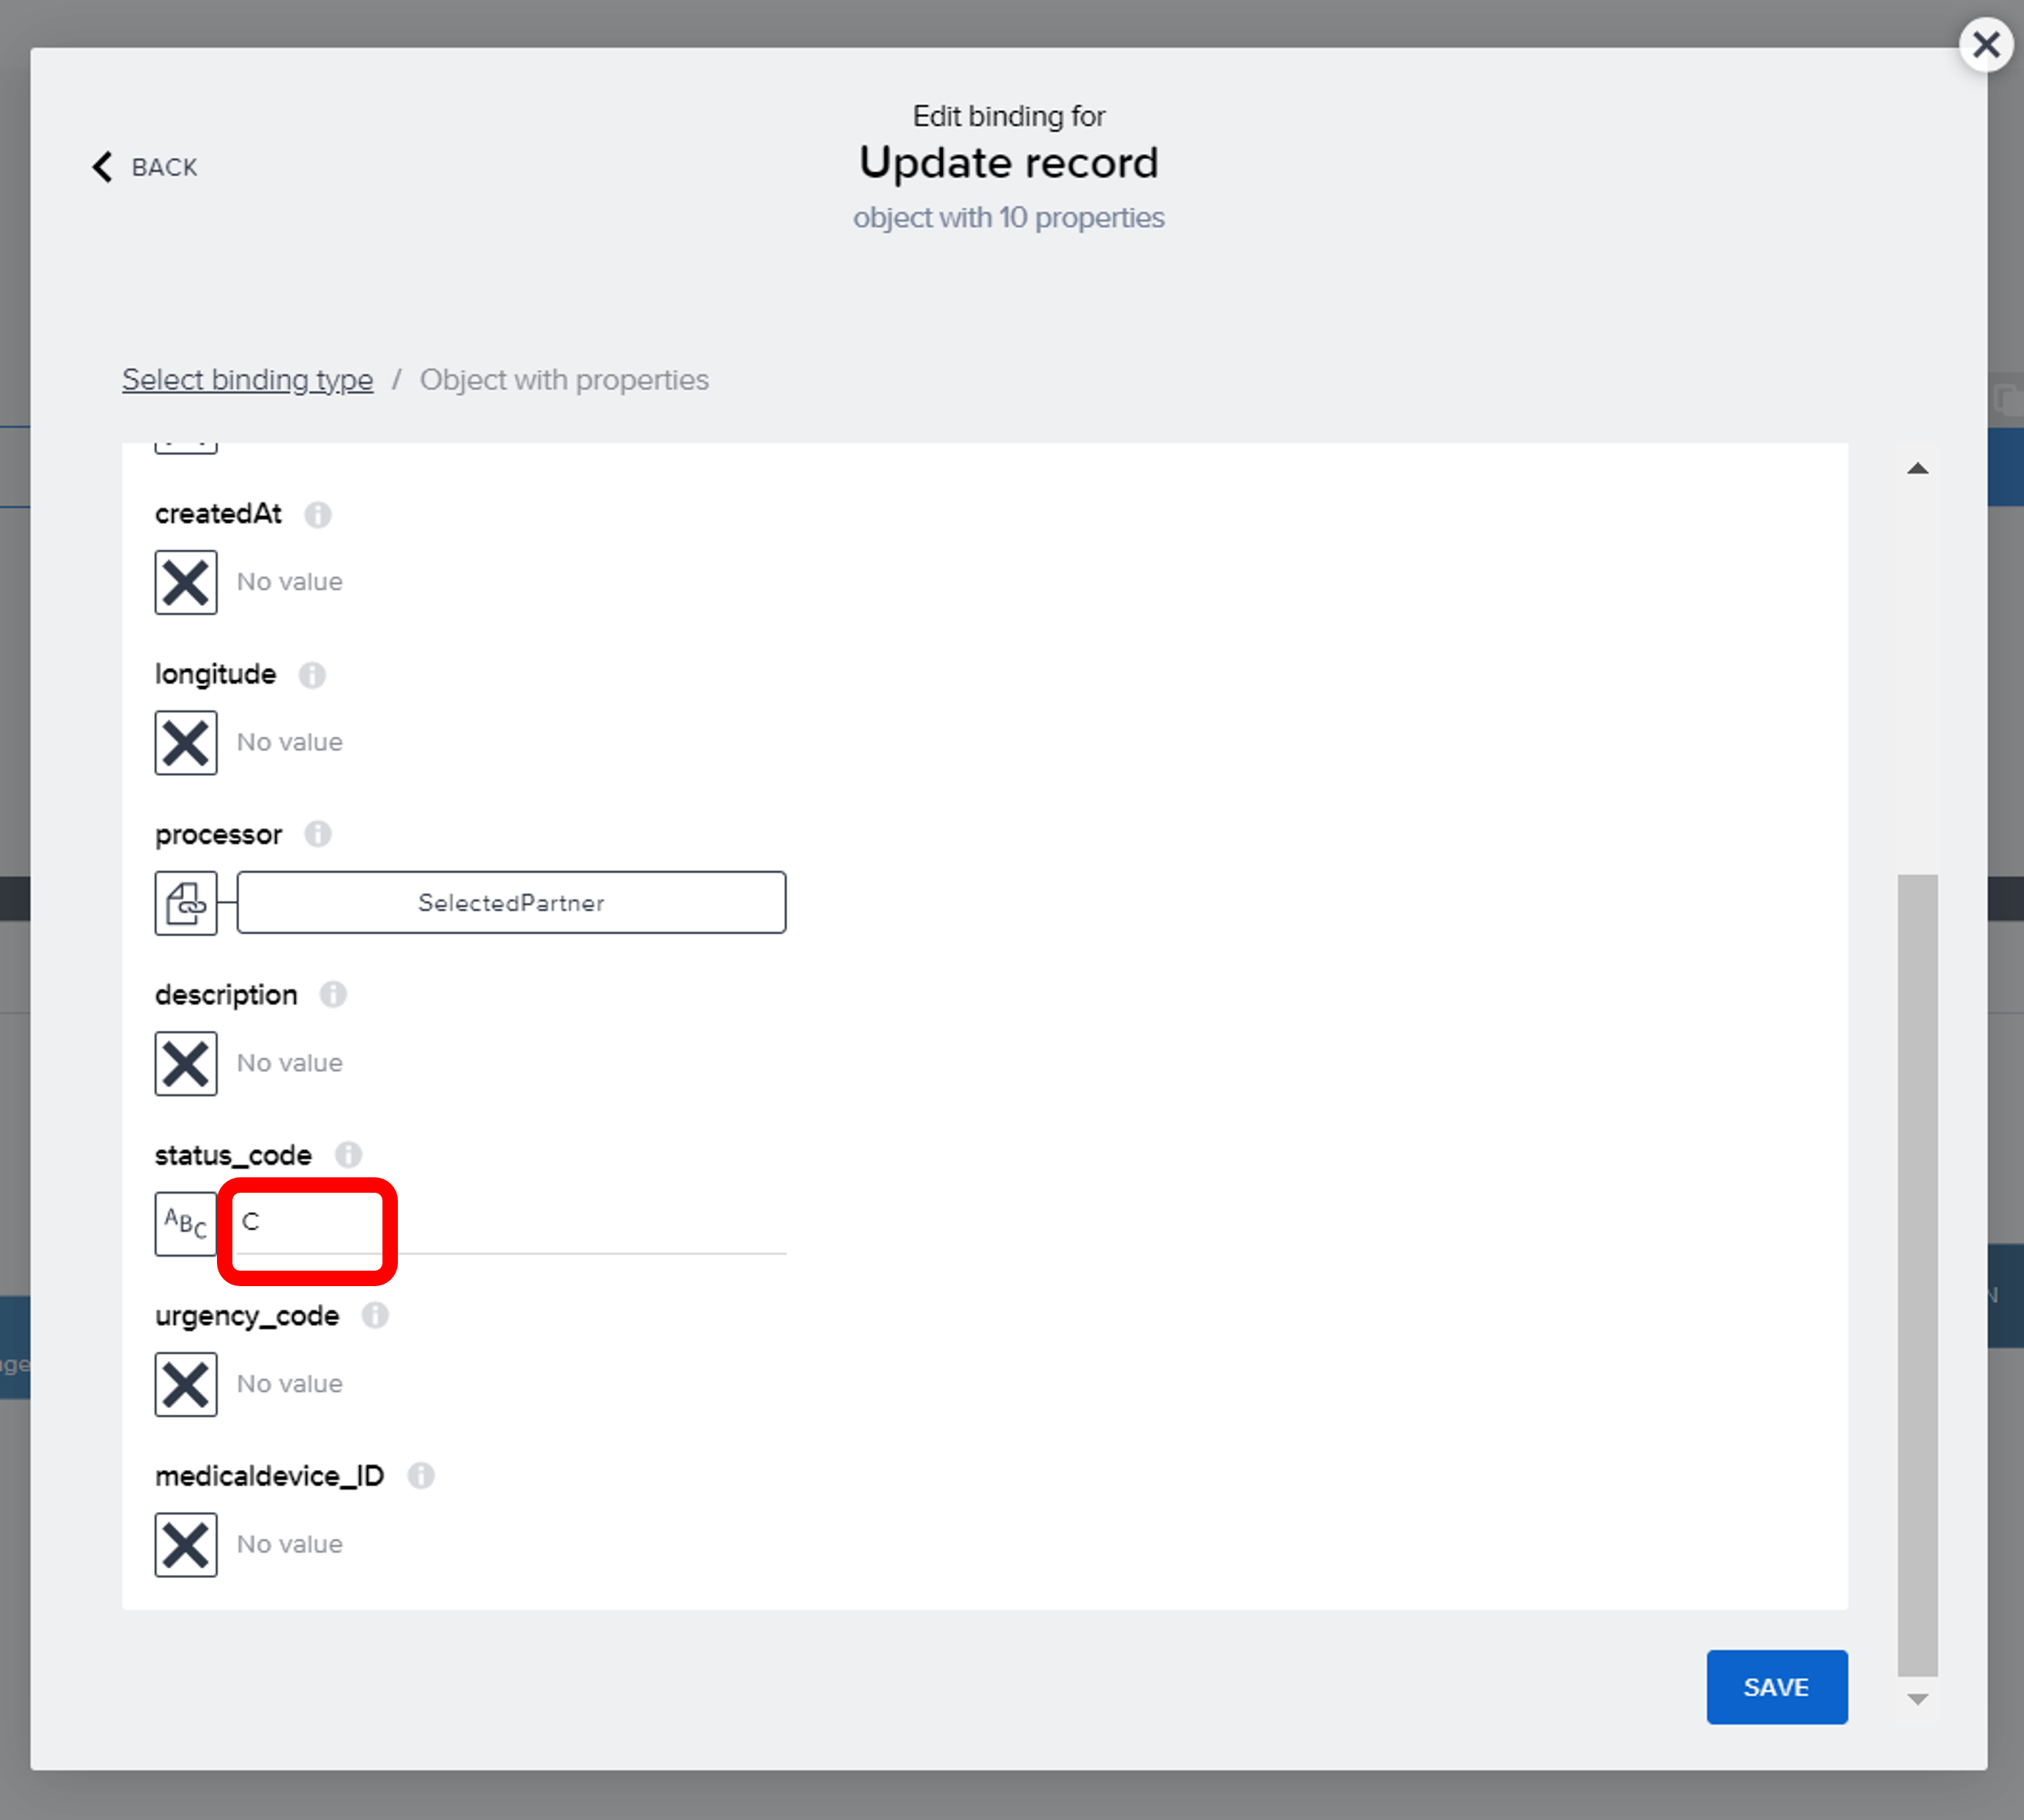 Edit binding for
BACK
Update record
object with 10 properties
Select binding type / Object with properties
createdAt
No value
longitude
No value
processor
SelectedPartner
description
No value
status_code
ABC C
urgency_code
No value
medicaldevice_ID
No value
SAVE